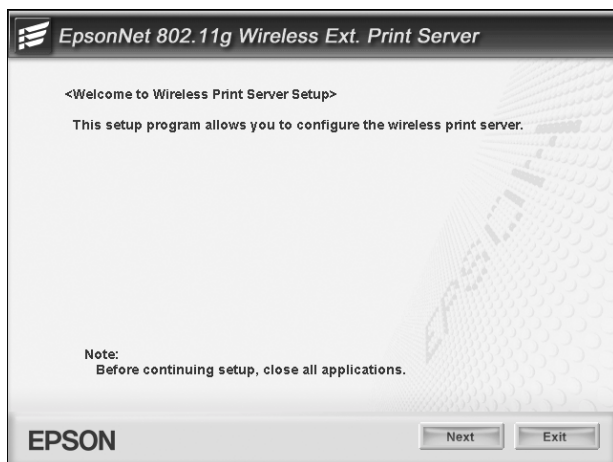 EpsonNet 802.11g Wireless Ext. Print Server
<Welcome to Wireless Print Server Setup>
This setup program allows you to configure the wireless print server.
EPSON
Note:
Before continuing setup, close all applications.
EPSON
Next
Exit